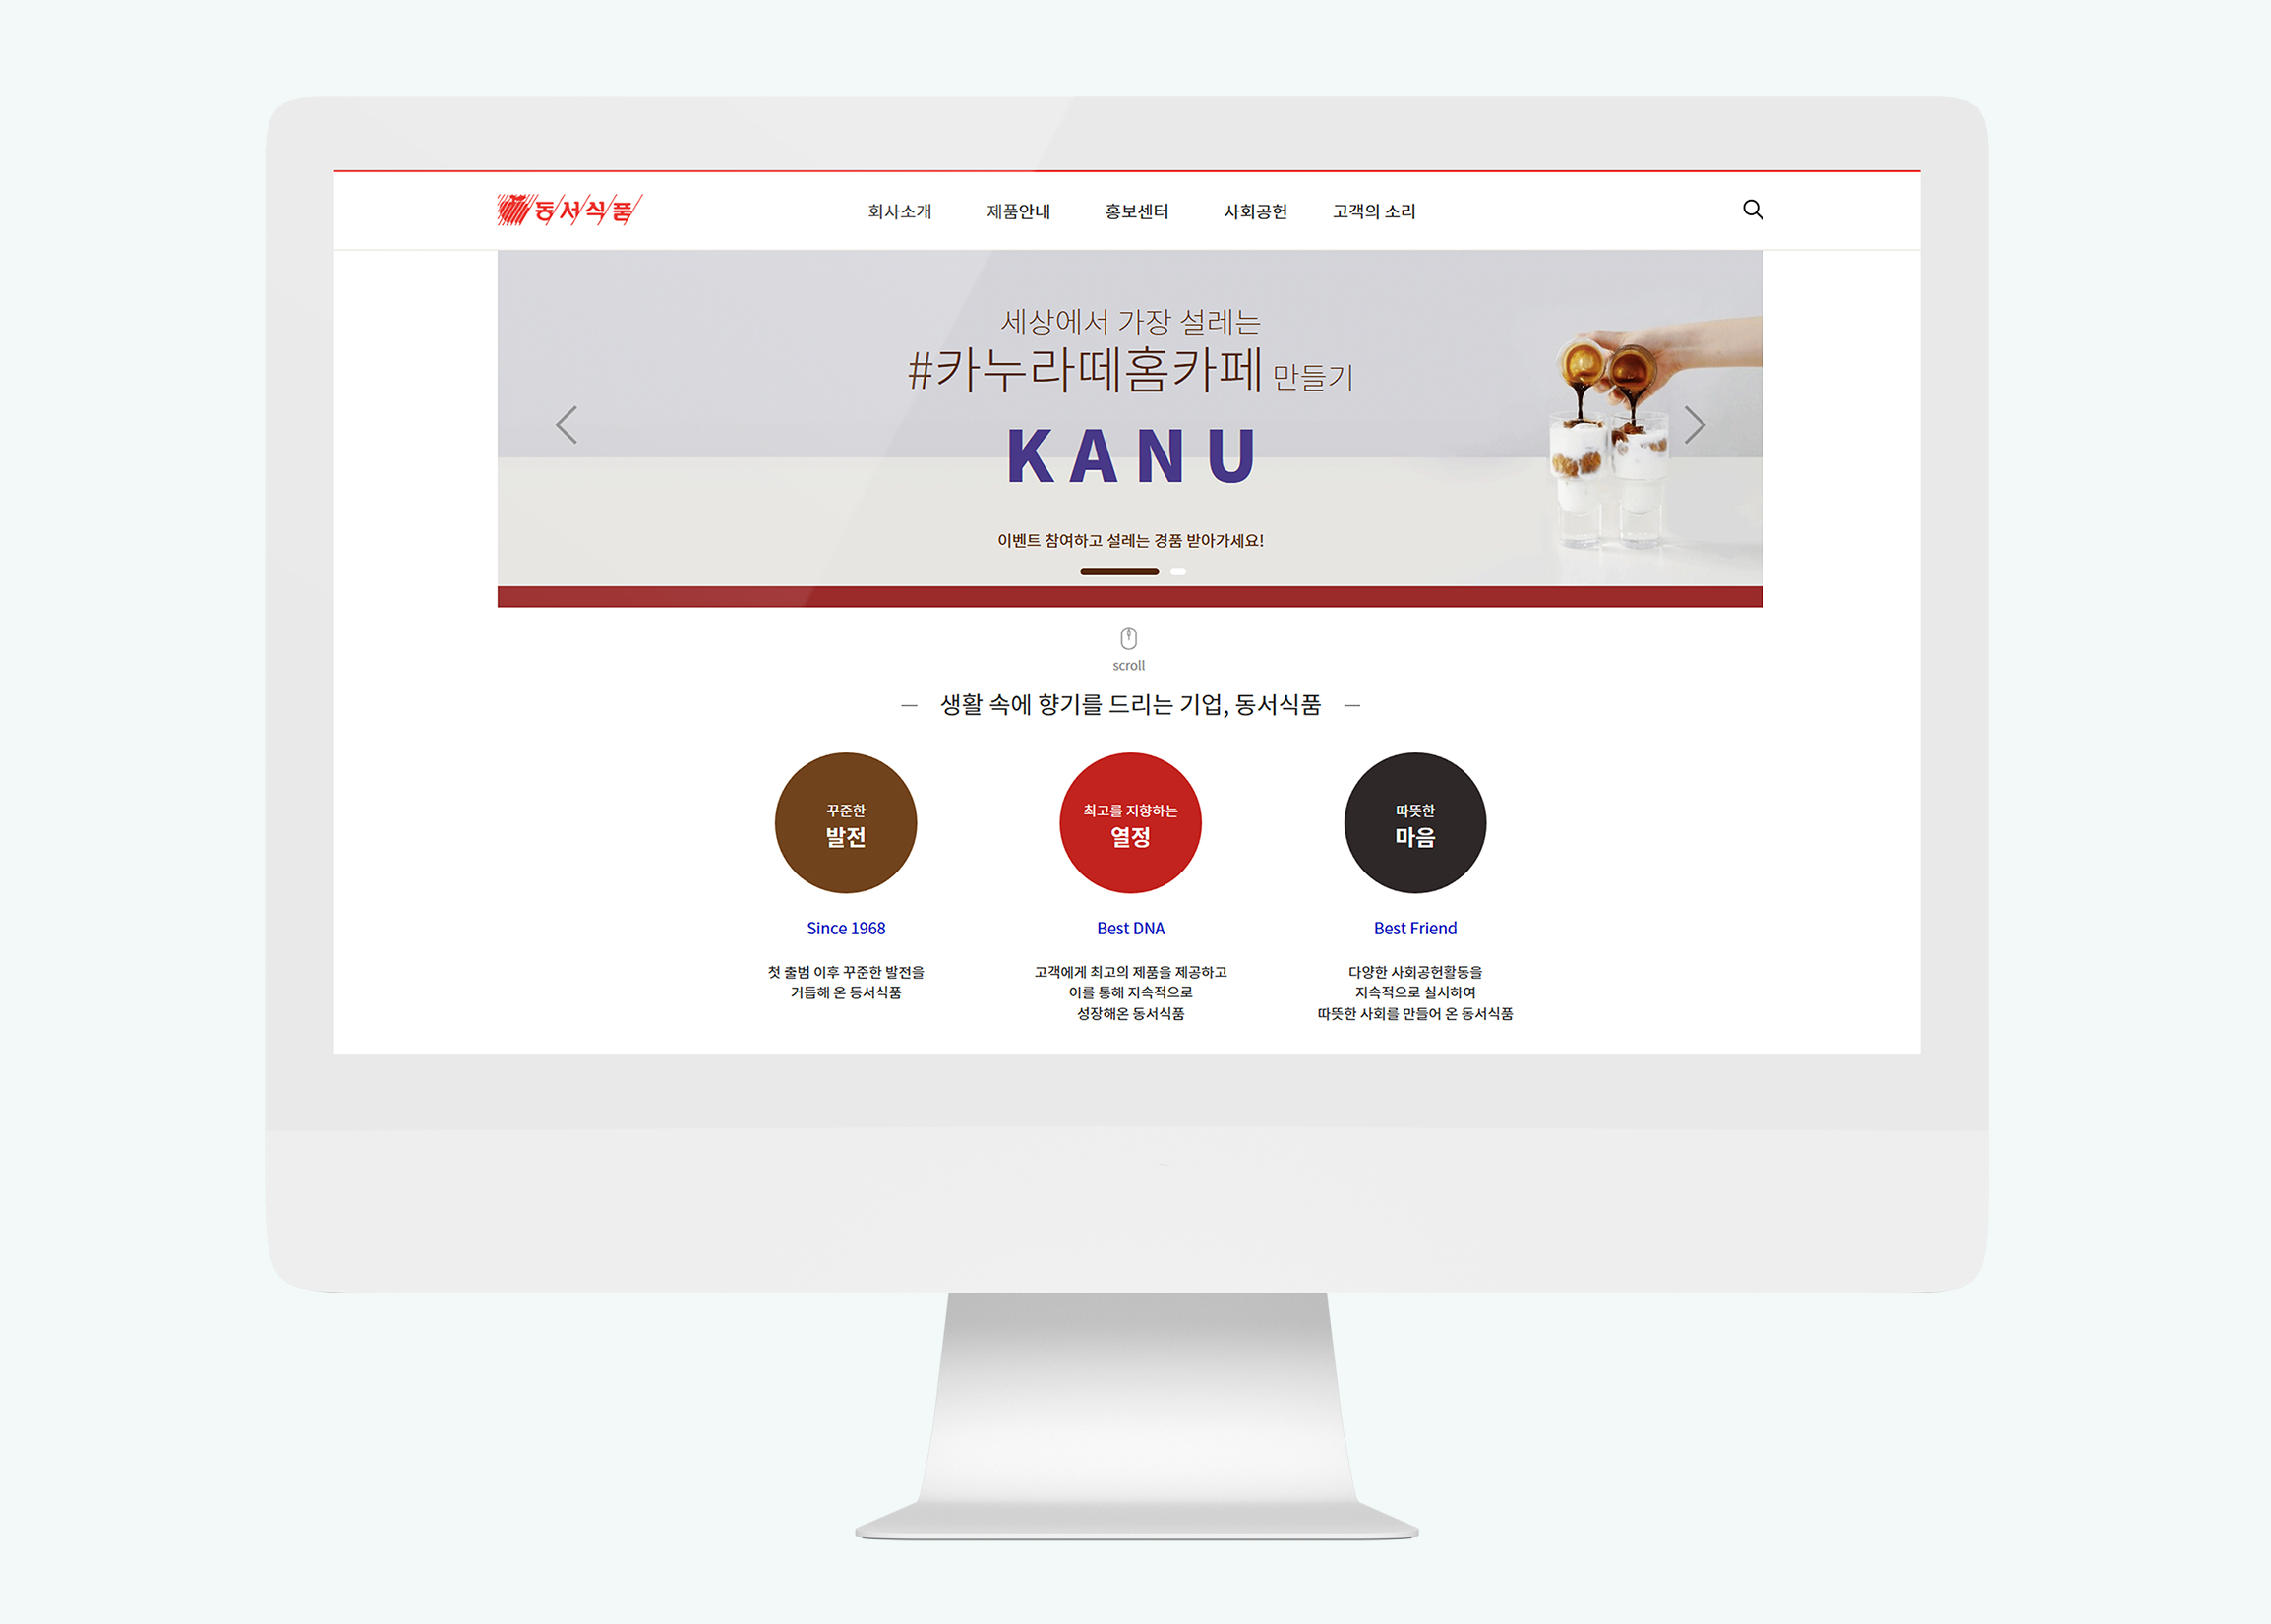 동서식품
회사소개 제품안내 홍보센터 사회공헌 고객의 소리
세상에서 가장 설레는
#카누라떼홈카페 만들기
KANU
이벤트 참여하고 설레는 경품 받아가세요!
scroll
생활 속에 향기를 드리는 기업, 동서식품
꾸준한
발전
최고를 지향하는
열정
따뜻한
마음
Since 1968
Best DNA
Best Friend
첫 출범 이후 꾸준한 발전을
거듭해 온 동서식품
고객에게 최고의 제품을 제공하고
이를 통해 지속적으로
성장해온 동서식품
다양한 사회공헌활동을
지속적으로 실시하여
따뜻한 사회를 만들어 온 동서식품